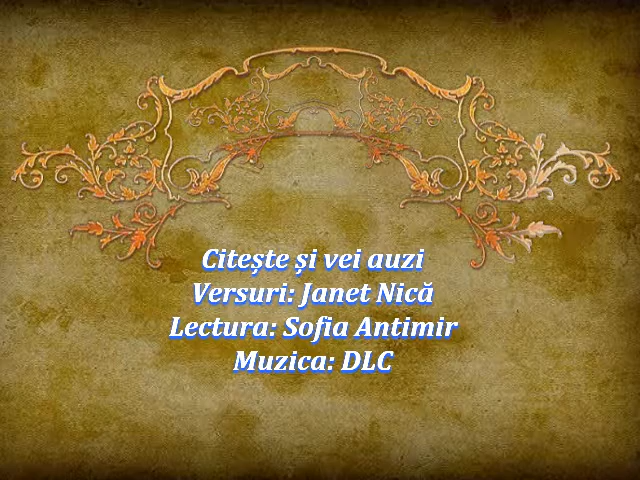 Citește și vei auzi
Versuri: Janet Nică
Lectura: Sofia Antimir
Muzica: DLC